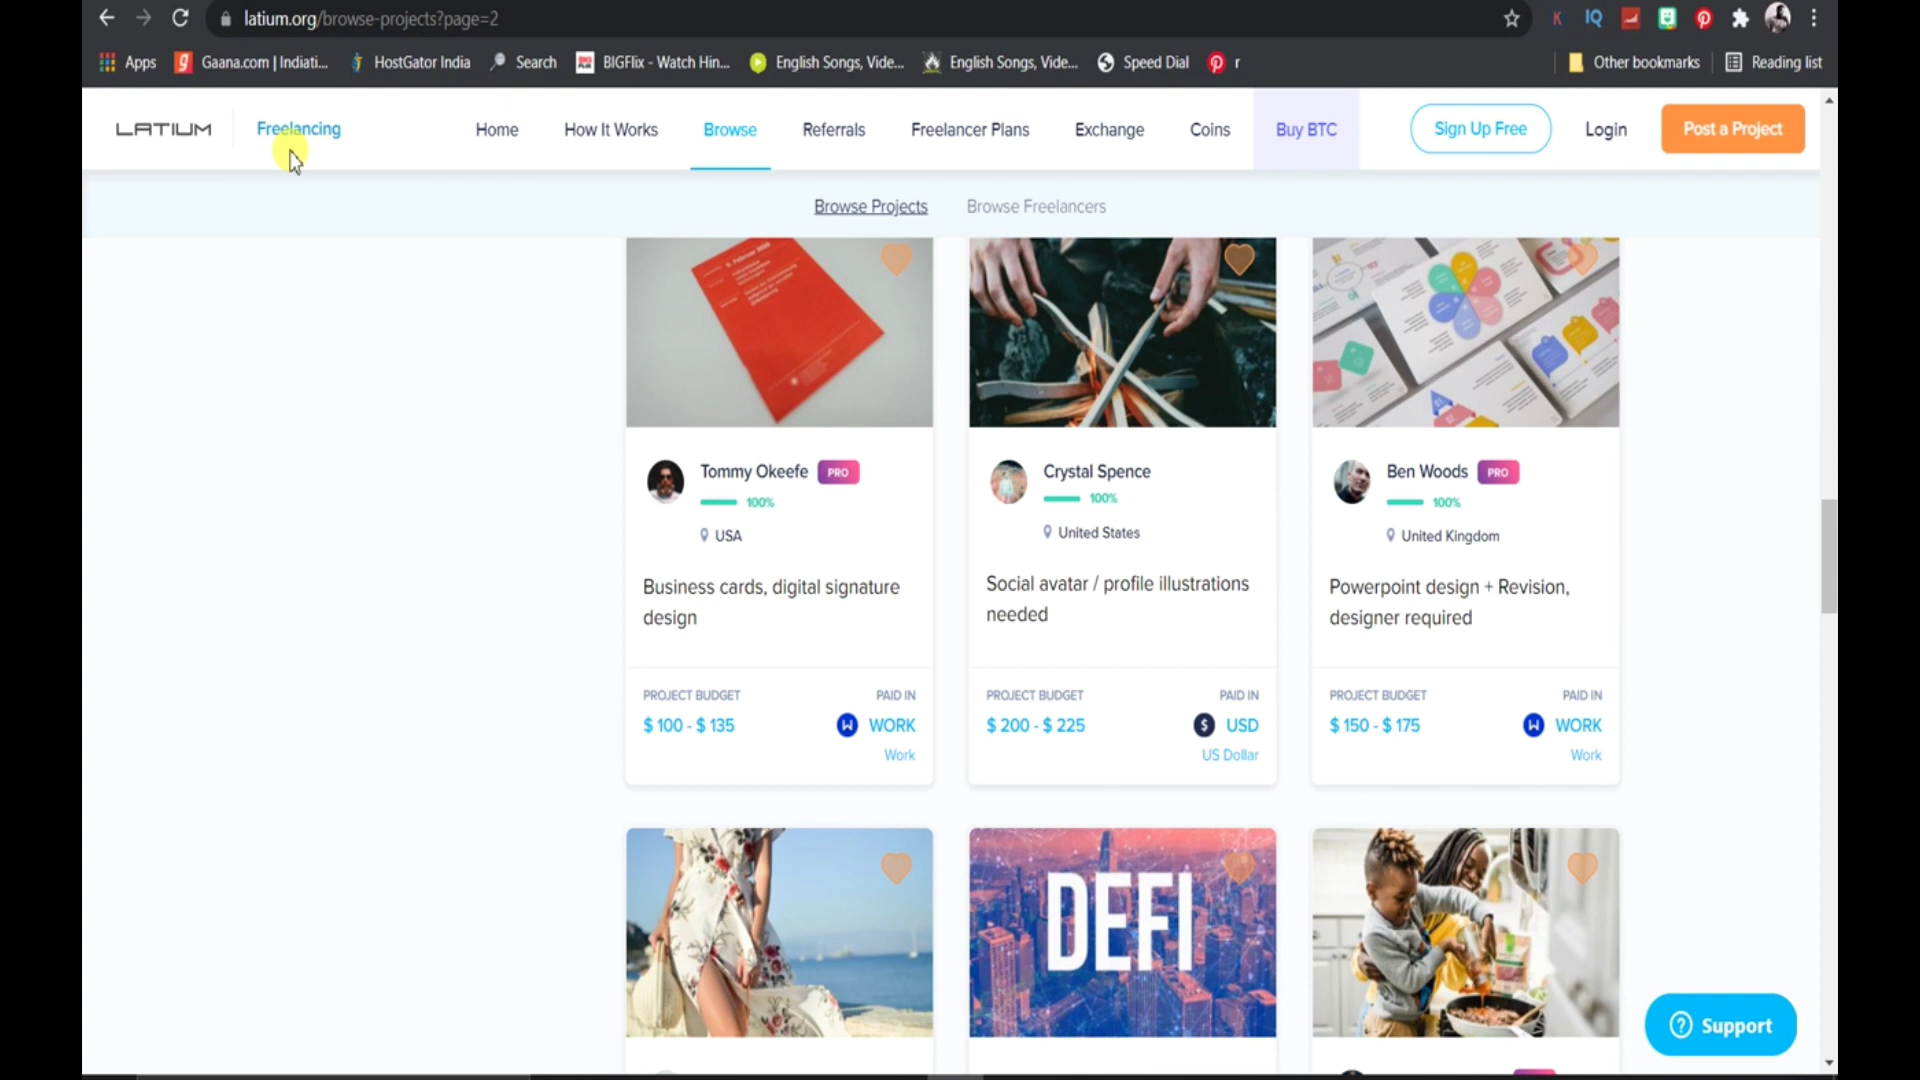 latium.org/browse-projects?page=2
K IQ
Apps Gaana.com | Indiati... HostGator India Search BIGFlix - Watch Hin... English Songs, Vide... English Songs, Vide... Speed Dial r Other bookmarks Reading list
LATIUM Freelancing Home How It Works Browse Referrals Freelancer Plans Exchange Coins Buy BTC Sign Up Free Login Post a Project
Browse Projects Browse Freelancers
Tommy Okeefe PRO
100%
USA
Business cards, digital signature
design
PROJECT BUDGET PAID IN
$ 100 - $ 135 WORK
Work
Crystal Spence
100%
United States
Social avatar / profile illustrations
needed
PROJECT BUDGET PAID IN
$ 200 - $ 225 $ USD
US Dollar
Ben Woods PRO
100%
United Kingdom
Powerpoint design + Revision,
designer required
PROJECT BUDGET PAID IN
$ 150 - $ 175 WORK
Work
DEFI
? Support